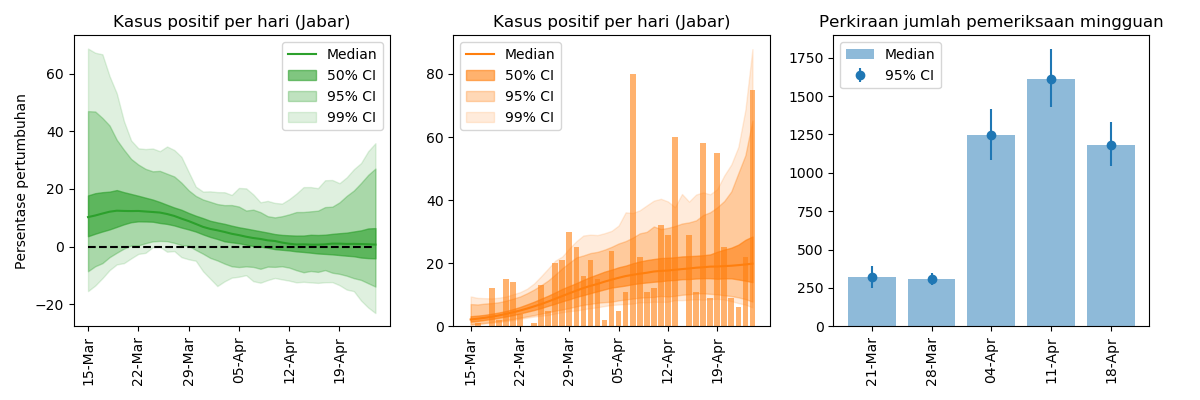 Kasus positif per hari (Jabar)
Persentase pertumbuhan
60
40
20
0
−20
Median
50% CI
95% CI
99% CI
15-Mar
22-Mar
29-Mar
05-Apr
12-Apr
19-Apr
Kasus positif per hari (Jabar)
80
60
40
20
0
Median
50% CI
95% CI
99% CI
15-Mar
22-Mar
29-Mar
05-Apr
12-Apr
19-Apr
Perkiraan jumlah pemeriksaan mingguan
1750
1500
1250
1000
750
500
250
0
Median
95% CI
21-Mar
28-Mar
04-Apr
11-Apr
18-Apr